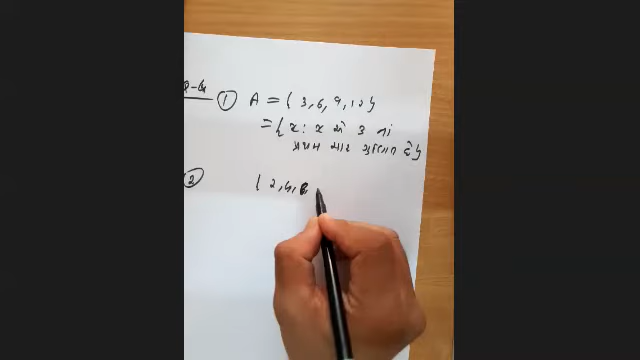 ① A = { 3, 6, 9, 12 }
= { x : x એ 3 ના
પ્રથમ ચાર ગુણાંક છે }
② { 2, 4, 6